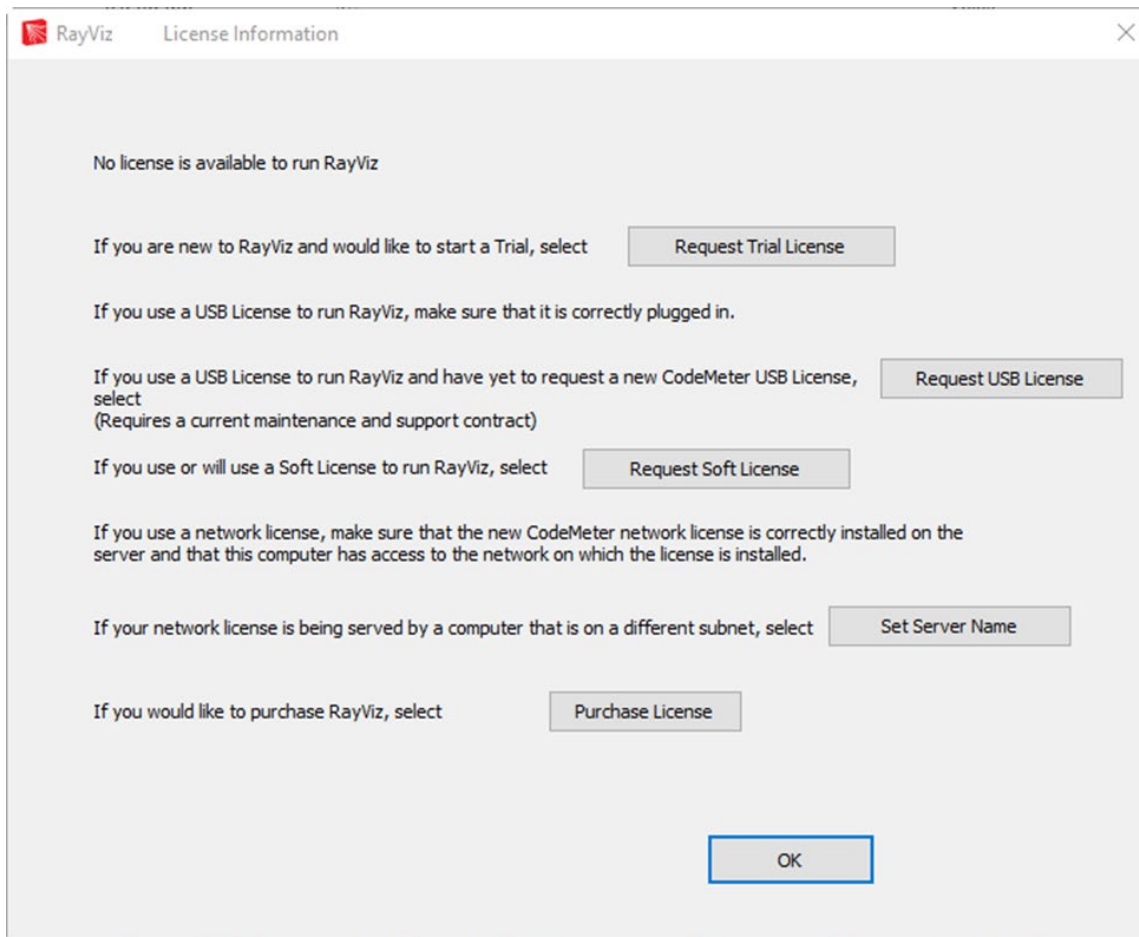 RayViz License Information
No license is available to run RayViz
If you are new to RayViz and would like to start a Trial, select Request Trial License
If you use a USB License to run RayViz, make sure that it is correctly plugged in.
If you use a USB License to run RayViz and have yet to request a new CodeMeter USB License, Request USB License
select
(Requires a current maintenance and support contract)
If you use or will use a Soft License to run RayViz, select Request Soft License
If you use a network license, make sure that the new CodeMeter network license is correctly installed on the
server and that this computer has access to the network on which the license is installed.
If your network license is being served by a computer that is on a different subnet, select Set Server Name
If you would like to purchase RayViz, select Purchase License
OK